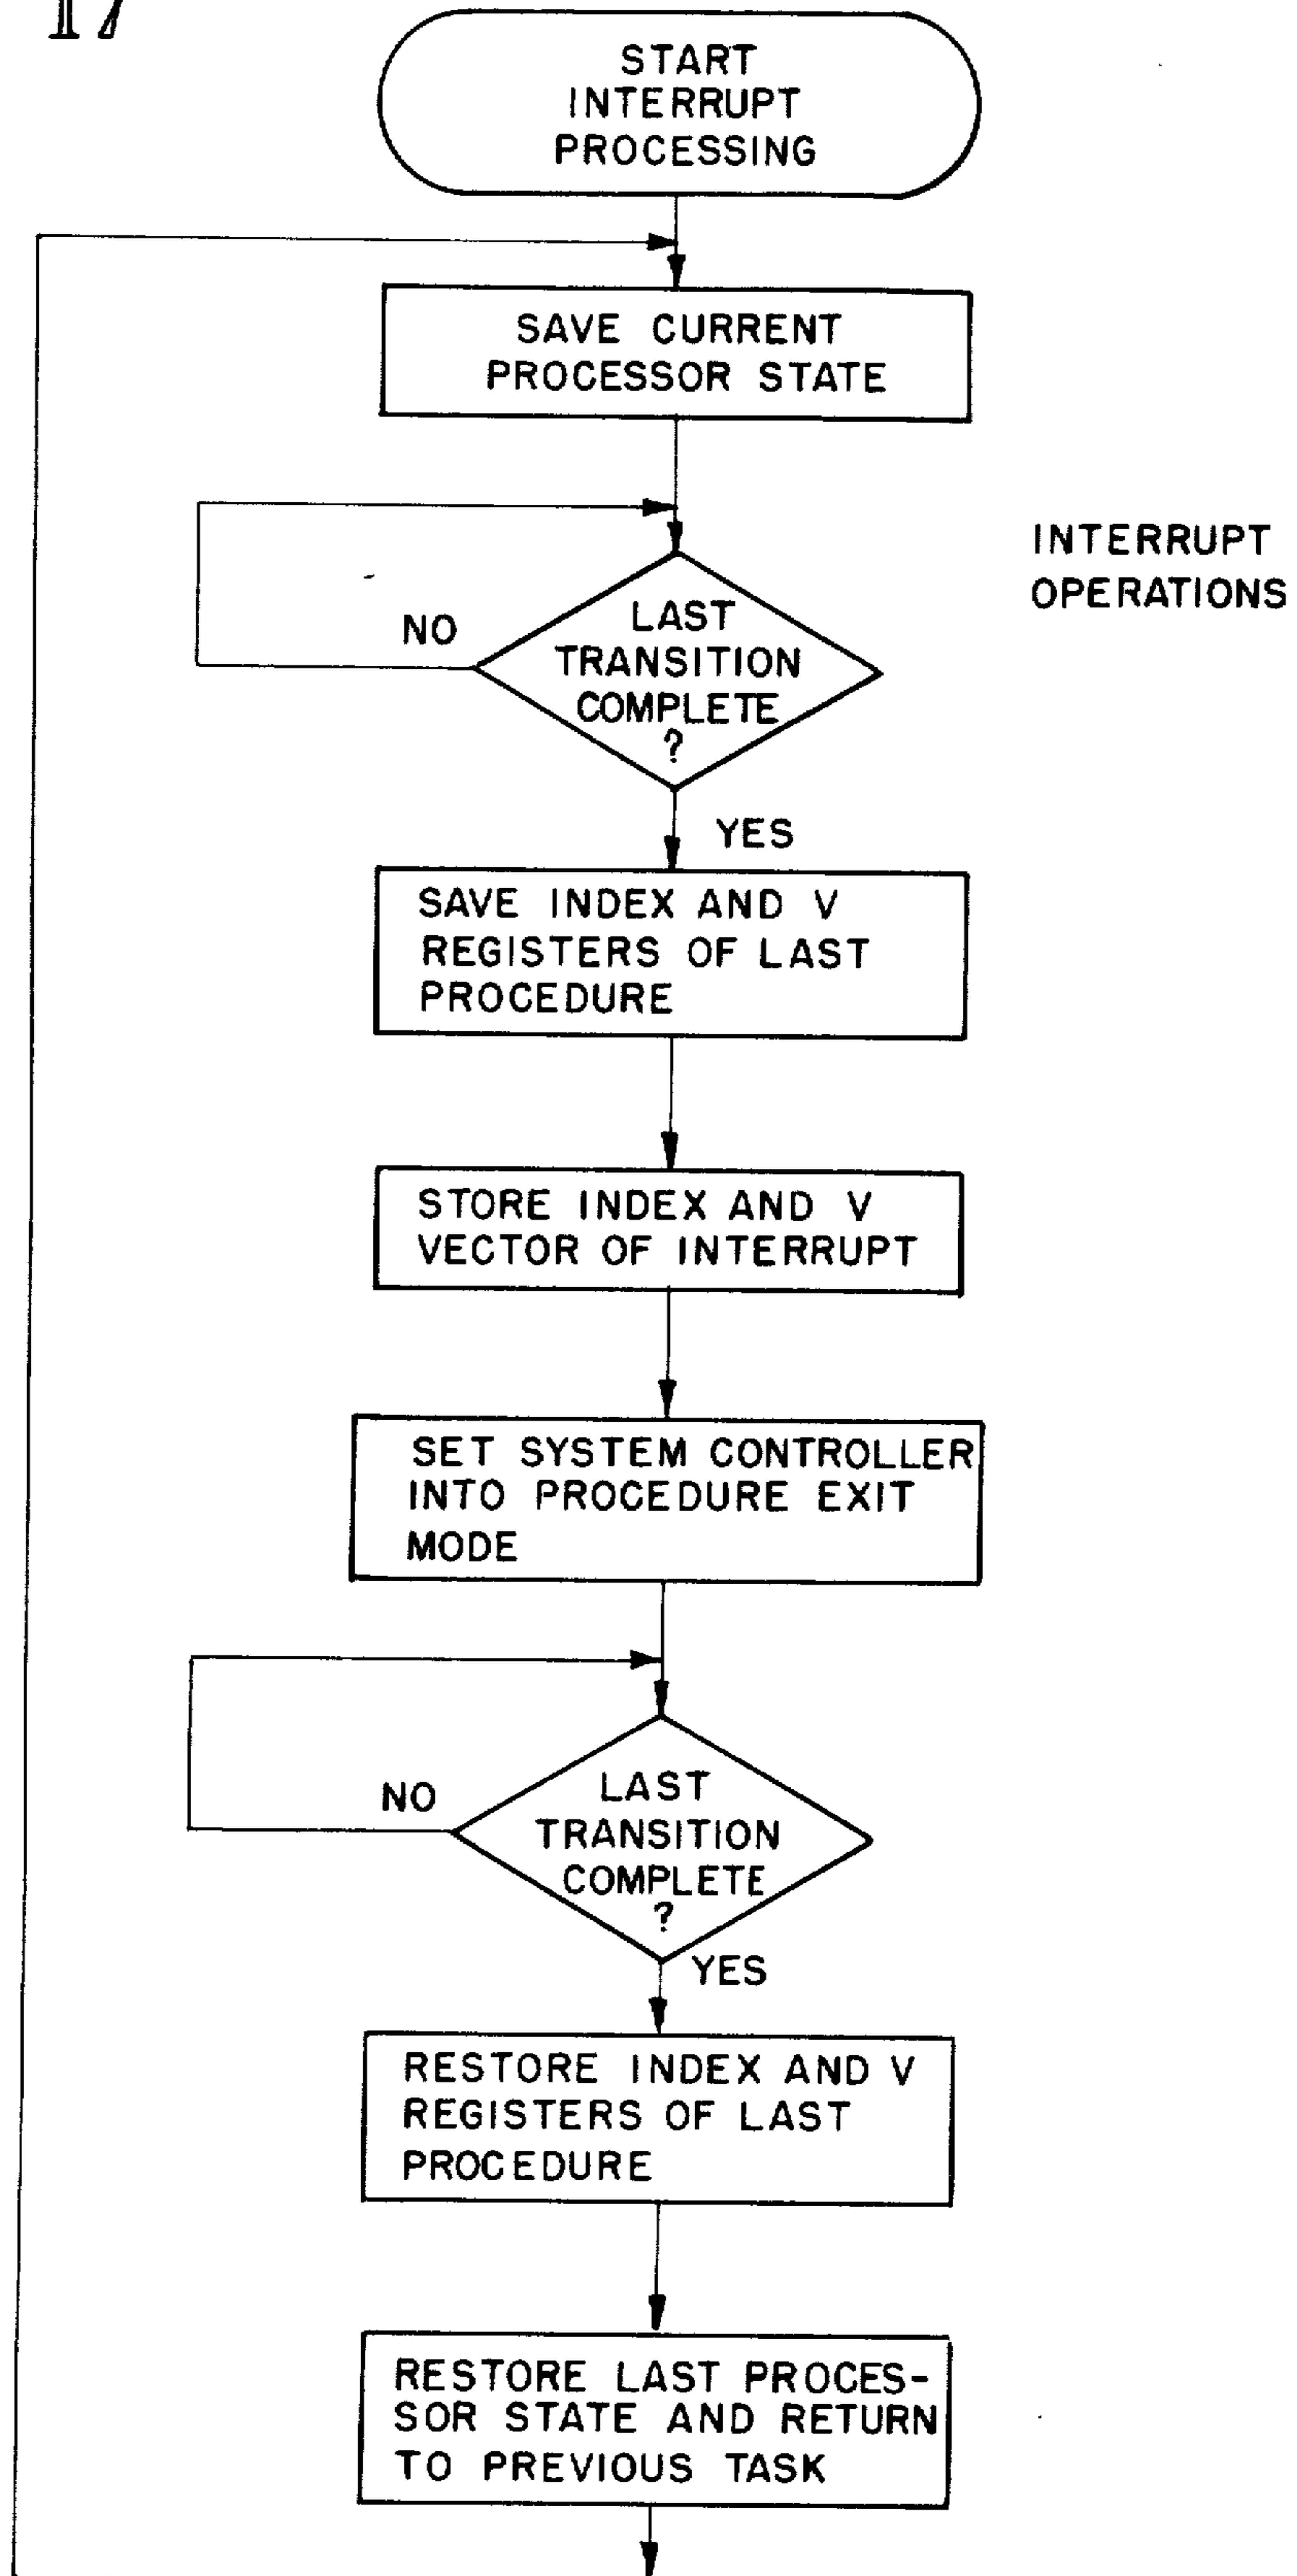 17
START
INTERRUPT
PROCESSING
SAVE CURRENT
PROCESSOR STATE
INTERRUPT
OPERATIONS
LAST
TRANSITION
COMPLETE
?
NO
YES
SAVE INDEX AND V
REGISTERS OF LAST
PROCEDURE
STORE INDEX AND V
VECTOR OF INTERRUPT
SET SYSTEM CONTROLLER
INTO PROCEDURE EXIT
MODE
LAST
TRANSITION
COMPLETE
?
NO
YES
RESTORE INDEX AND V
REGISTERS OF LAST
PROCEDURE
RESTORE LAST PROCES-
SOR STATE AND RETURN
TO PREVIOUS TASK